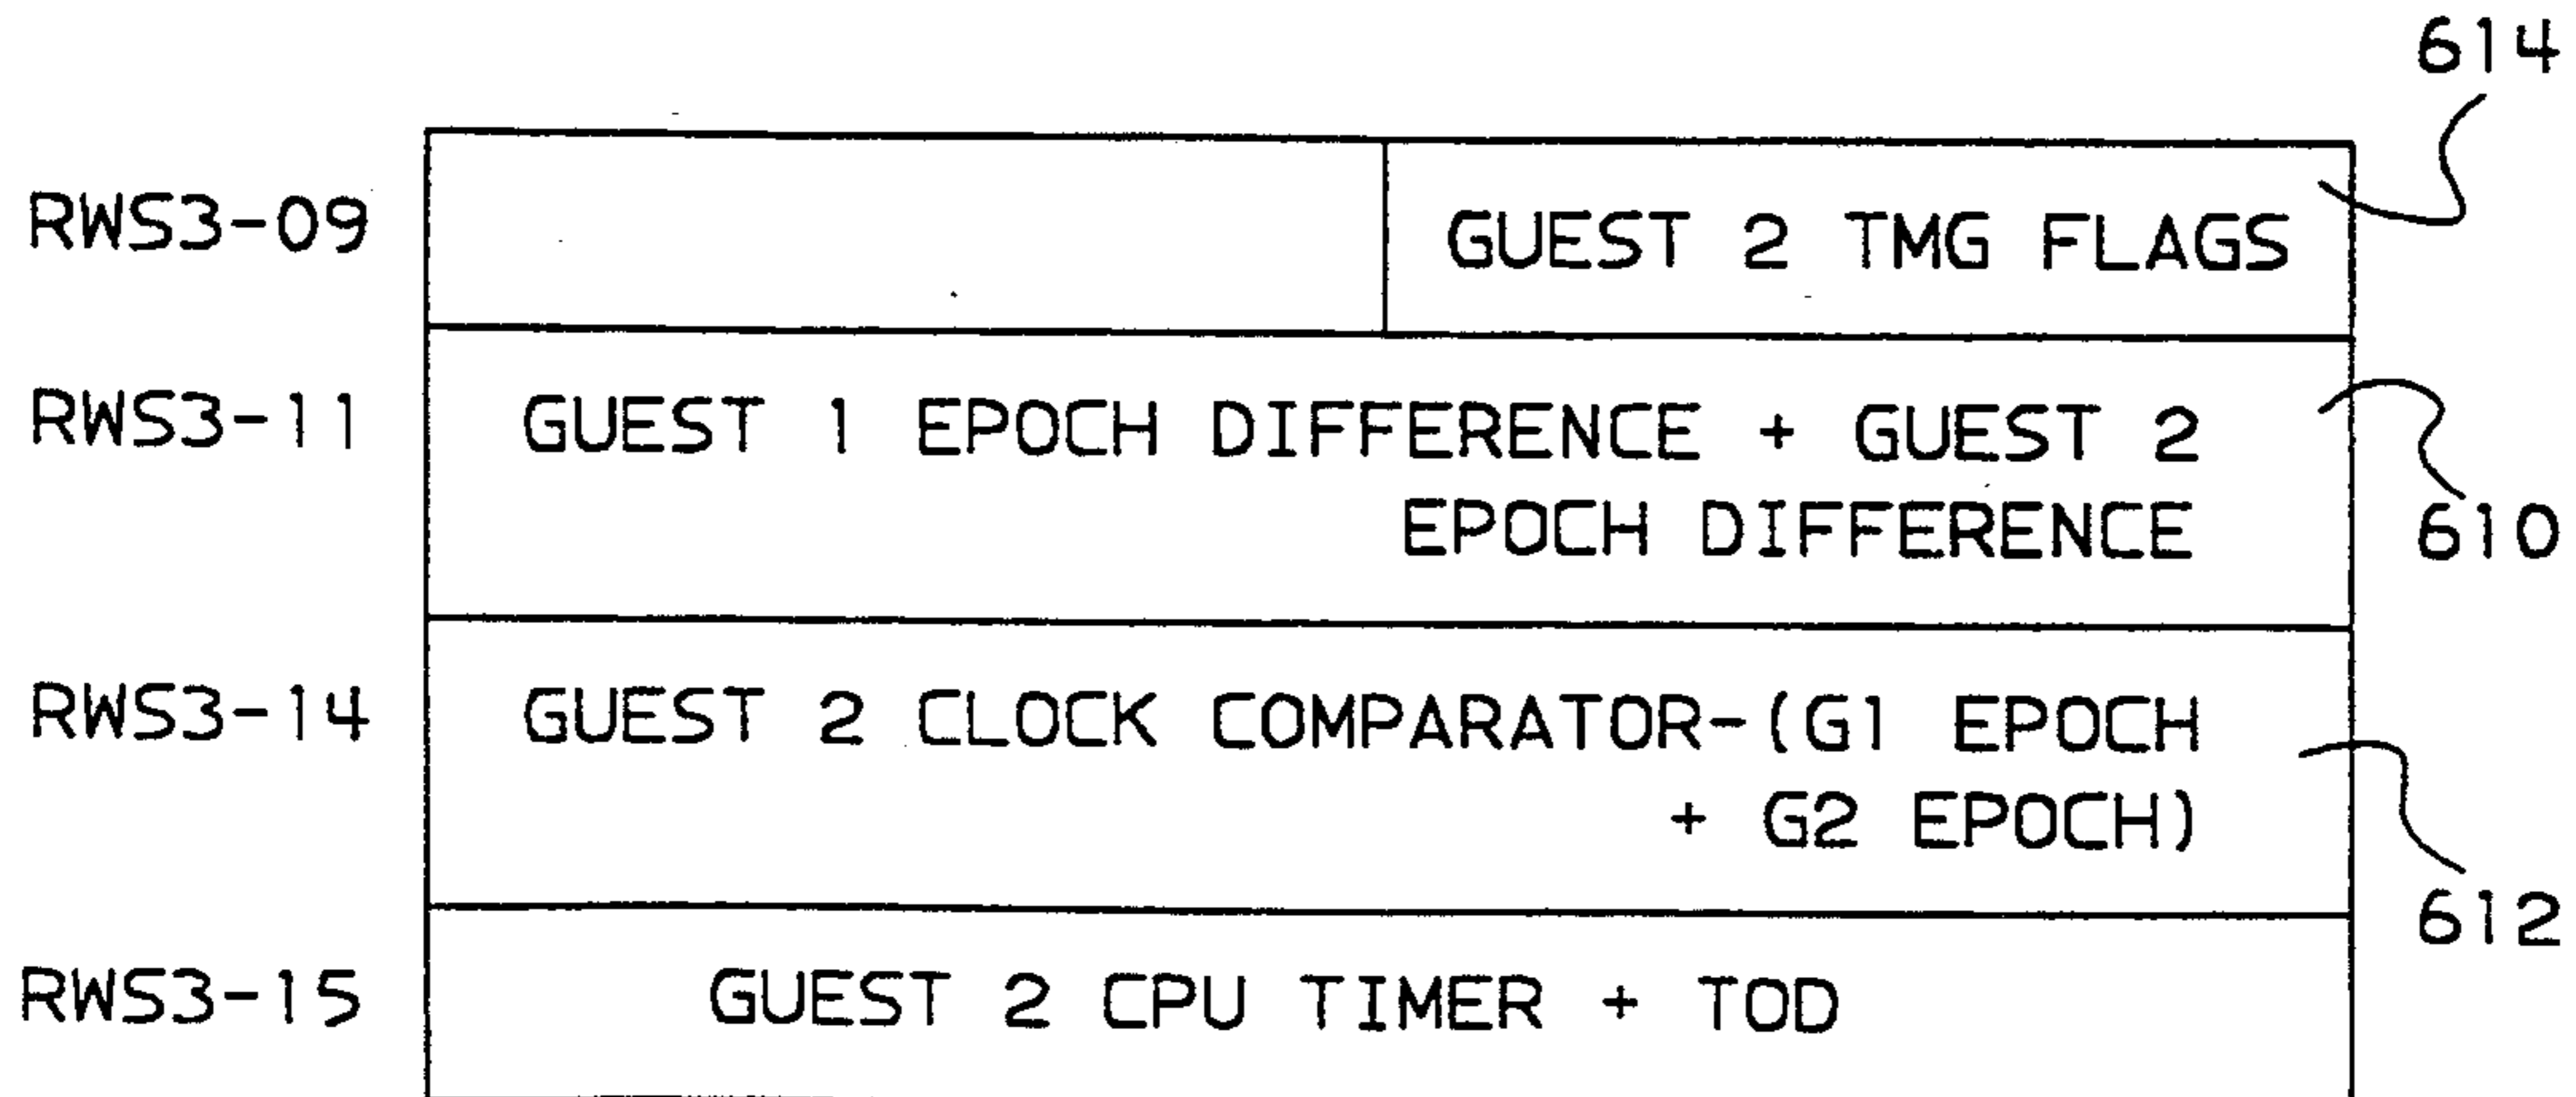 614
RWS3-09 GUEST 2 TMG FLAGS
RWS3-11 GUEST 1 EPOCH DIFFERENCE + GUEST 2
EPOCH DIFFERENCE 610
RWS3-14 GUEST 2 CLOCK COMPARATOR-(G1 EPOCH
+ G2 EPOCH)
612
RWS3-15 GUEST 2 CPU TIMER + TOD